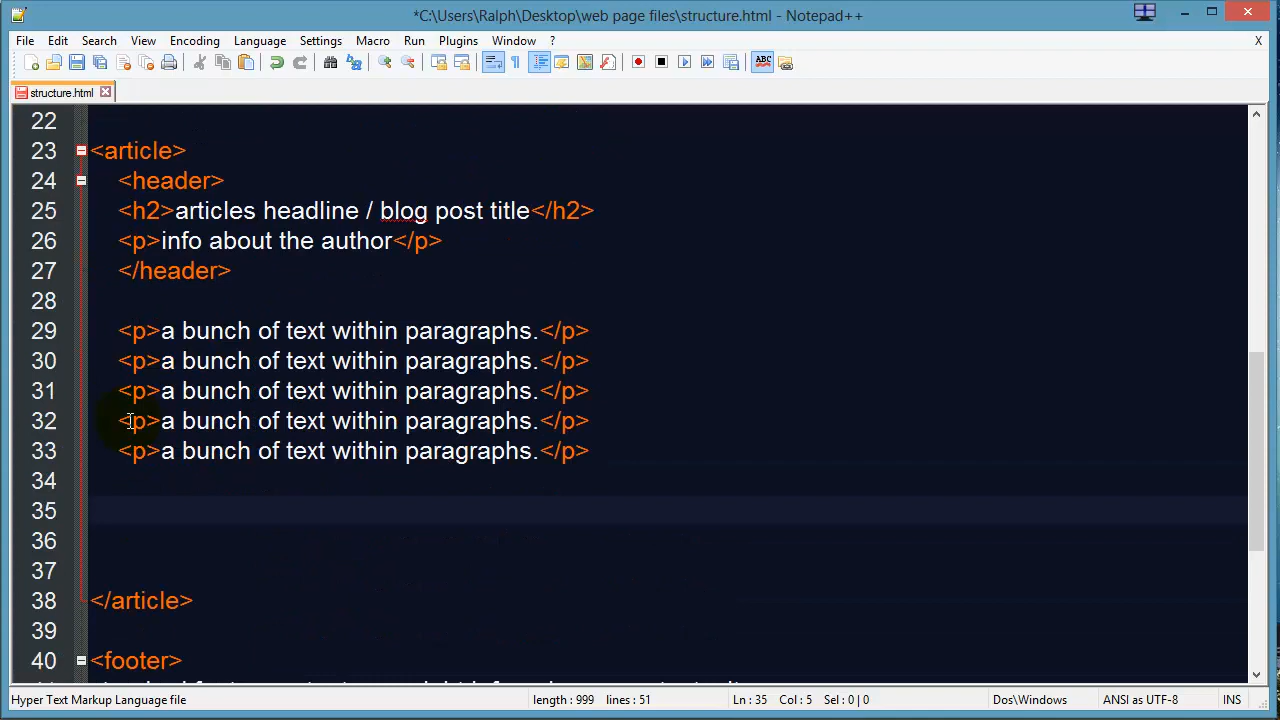 *C:\Users\Ralph\Desktop\web page files\structure.html - Notepad++
File Edit Search View Encoding Language Settings Macro Run Plugins Window ? X
ABC
structure.html
22
23 <article>
24 <header>
25 <h2>articles headline / blog post title</h2>
26 <p>info about the author</p>
27 </header>
28
29 <p>a bunch of text within paragraphs.</p>
30 <p>a bunch of text within paragraphs.</p>
31 <p>a bunch of text within paragraphs.</p>
32 <p>a bunch of text within paragraphs.</p>
33 <p>a bunch of text within paragraphs.</p>
34
35
36
37
38 </article>
39
40 <footer>
Hyper Text Markup Language file length : 999 lines : 51 Ln : 35 Col : 5 Sel : 0 | 0 Dos\Windows ANSI as UTF-8 INS